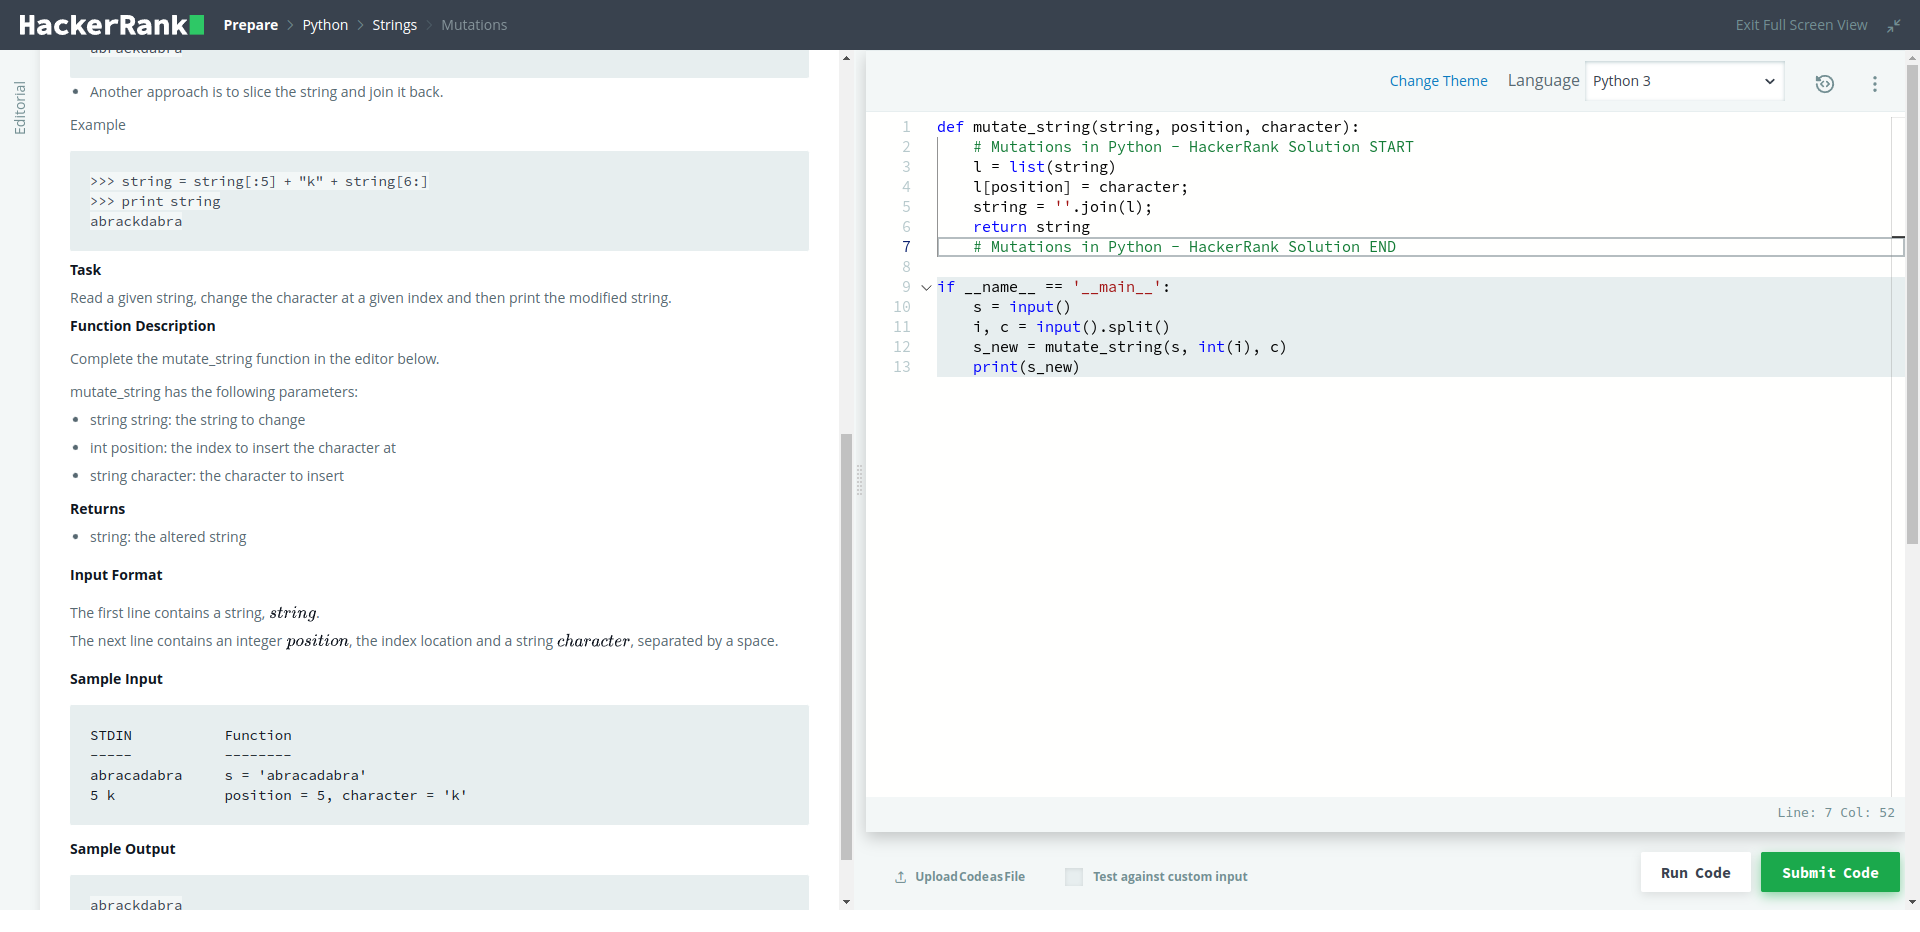 HackerRank Prepare > Python > Strings > Mutations Exit Full Screen View
Editorial
abrackdabra
• Another approach is to slice the string and join it back.
Example
>>> string = string[:5] + "k" + string[6:]
>>> print string
abrackdabra
Task
Read a given string, change the character at a given index and then print the modified string.
Function Description
Complete the mutate_string function in the editor below.
mutate_string has the following parameters:
• string string: the string to change
• int position: the index to insert the character at
• string character: the character to insert
Returns
• string: the altered string
Input Format
The first line contains a string, string.
The next line contains an integer position, the index location and a string character, separated by a space.
Sample Input
STDIN           Function
-----           --------
abracadabra     s = 'abracadabra'
5 k             position = 5, character = 'k'
Sample Output
abrackdabra
Change Theme Language Python 3
1 def mutate_string(string, position, character):
2     # Mutations in Python - HackerRank Solution START
3     l = list(string)
4     l[position] = character;
5     string = ''.join(l);
6     return string
7     # Mutations in Python - HackerRank Solution END
8
9 if __name__ == '__main__':
10     s = input()
11     i, c = input().split()
12     s_new = mutate_string(s, int(i), c)
13     print(s_new)
Line: 7 Col: 52
Upload Code as File Test against custom input Run Code Submit Code